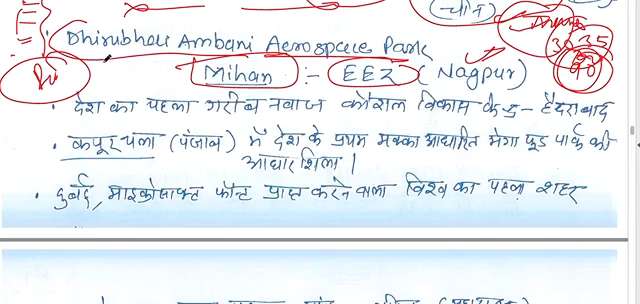 (चीन)
Dhirubhai Ambani Aerospace Park
Mihan :- EEZ (Nagpur)
• देश का पहला गरीब नवाज कौशल विकास केन्द्र - हैदराबाद
• कपूरथला (पंजाब) में देश के प्रथम मक्का आधारित मेगा फूड पार्क की
आधारशिला।
• दुबई, माइक्रोसाफ्ट फॉन्ट प्राप्त करने वाला विश्व का पहला शहर